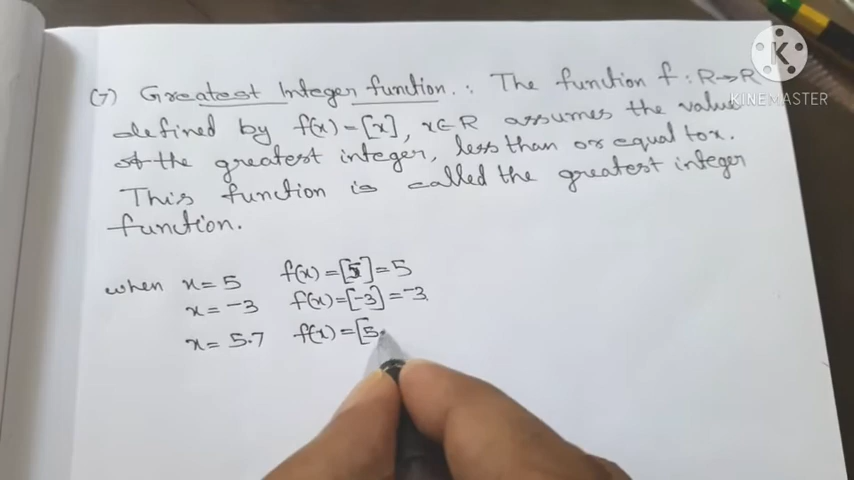 (7) Greatest Integer function.: The function f: R→R
defined by f(x) = [x], x∈R assumes the value
of the greatest integer, less than or equal to x.
This function is called the greatest integer
function.
when x = 5 f(x) = [5] = 5
x = -3 f(x) = [-3] = -3
x = 5.7 f(x) = [5.
K
KINEMASTER